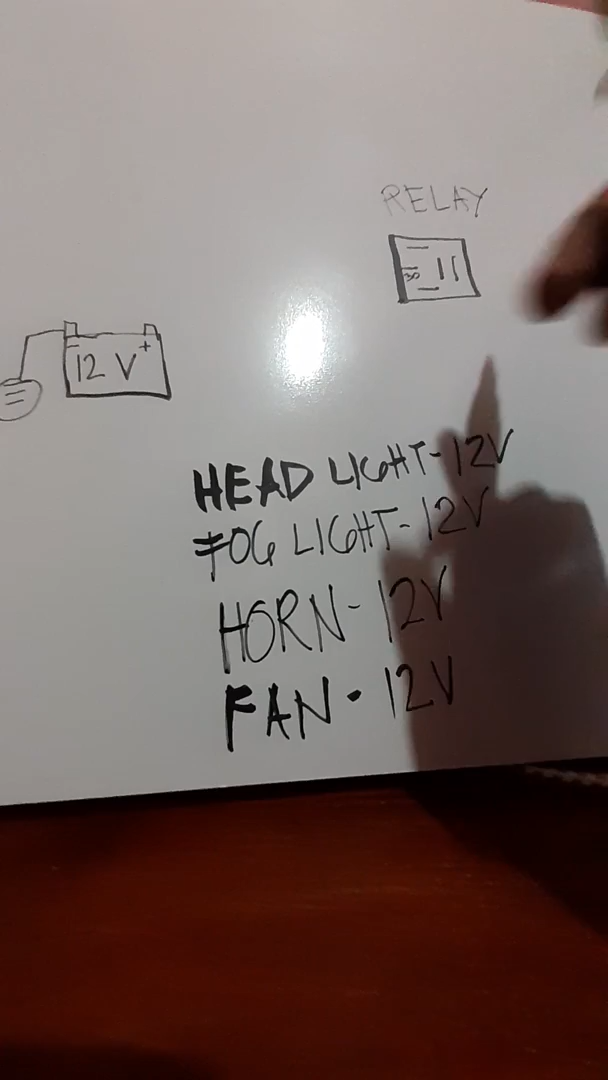 RELAY
30
- +
12 V
HEAD LIGHT-12V
FOG LIGHT-12V
HORN-12V
FAN-12V